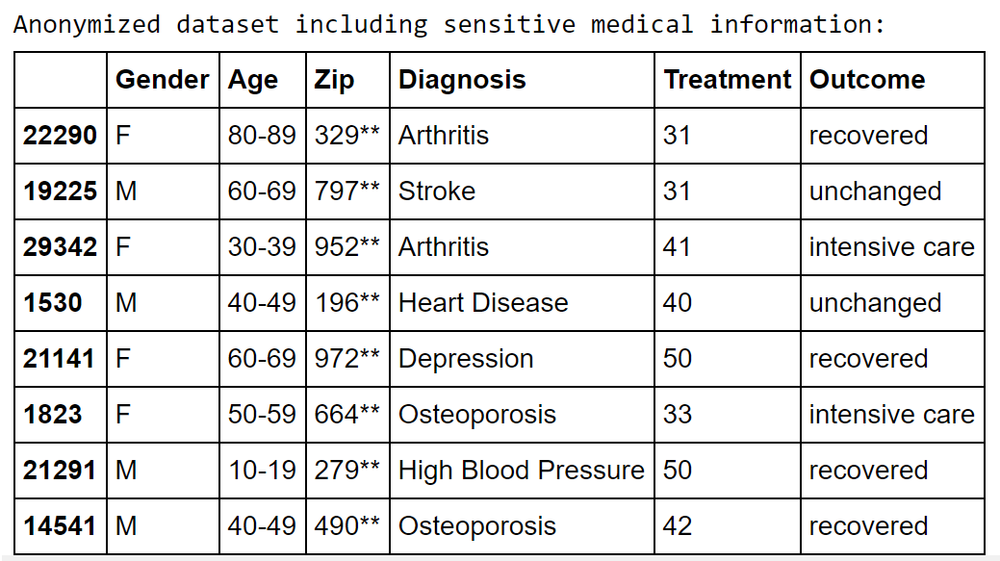 Anonymized dataset including sensitive medical information:
Gender Age Zip Diagnosis Treatment Outcome
22290 F 80-89 329** Arthritis 31 recovered
19225 M 60-69 797** Stroke 31 unchanged
29342 F 30-39 952** Arthritis 41 intensive care
1530 M 40-49 196** Heart Disease 40 unchanged
21141 F 60-69 972** Depression 50 recovered
1823 F 50-59 664** Osteoporosis 33 intensive care
21291 M 10-19 279** High Blood Pressure 50 recovered
14541 M 40-49 490** Osteoporosis 42 recovered